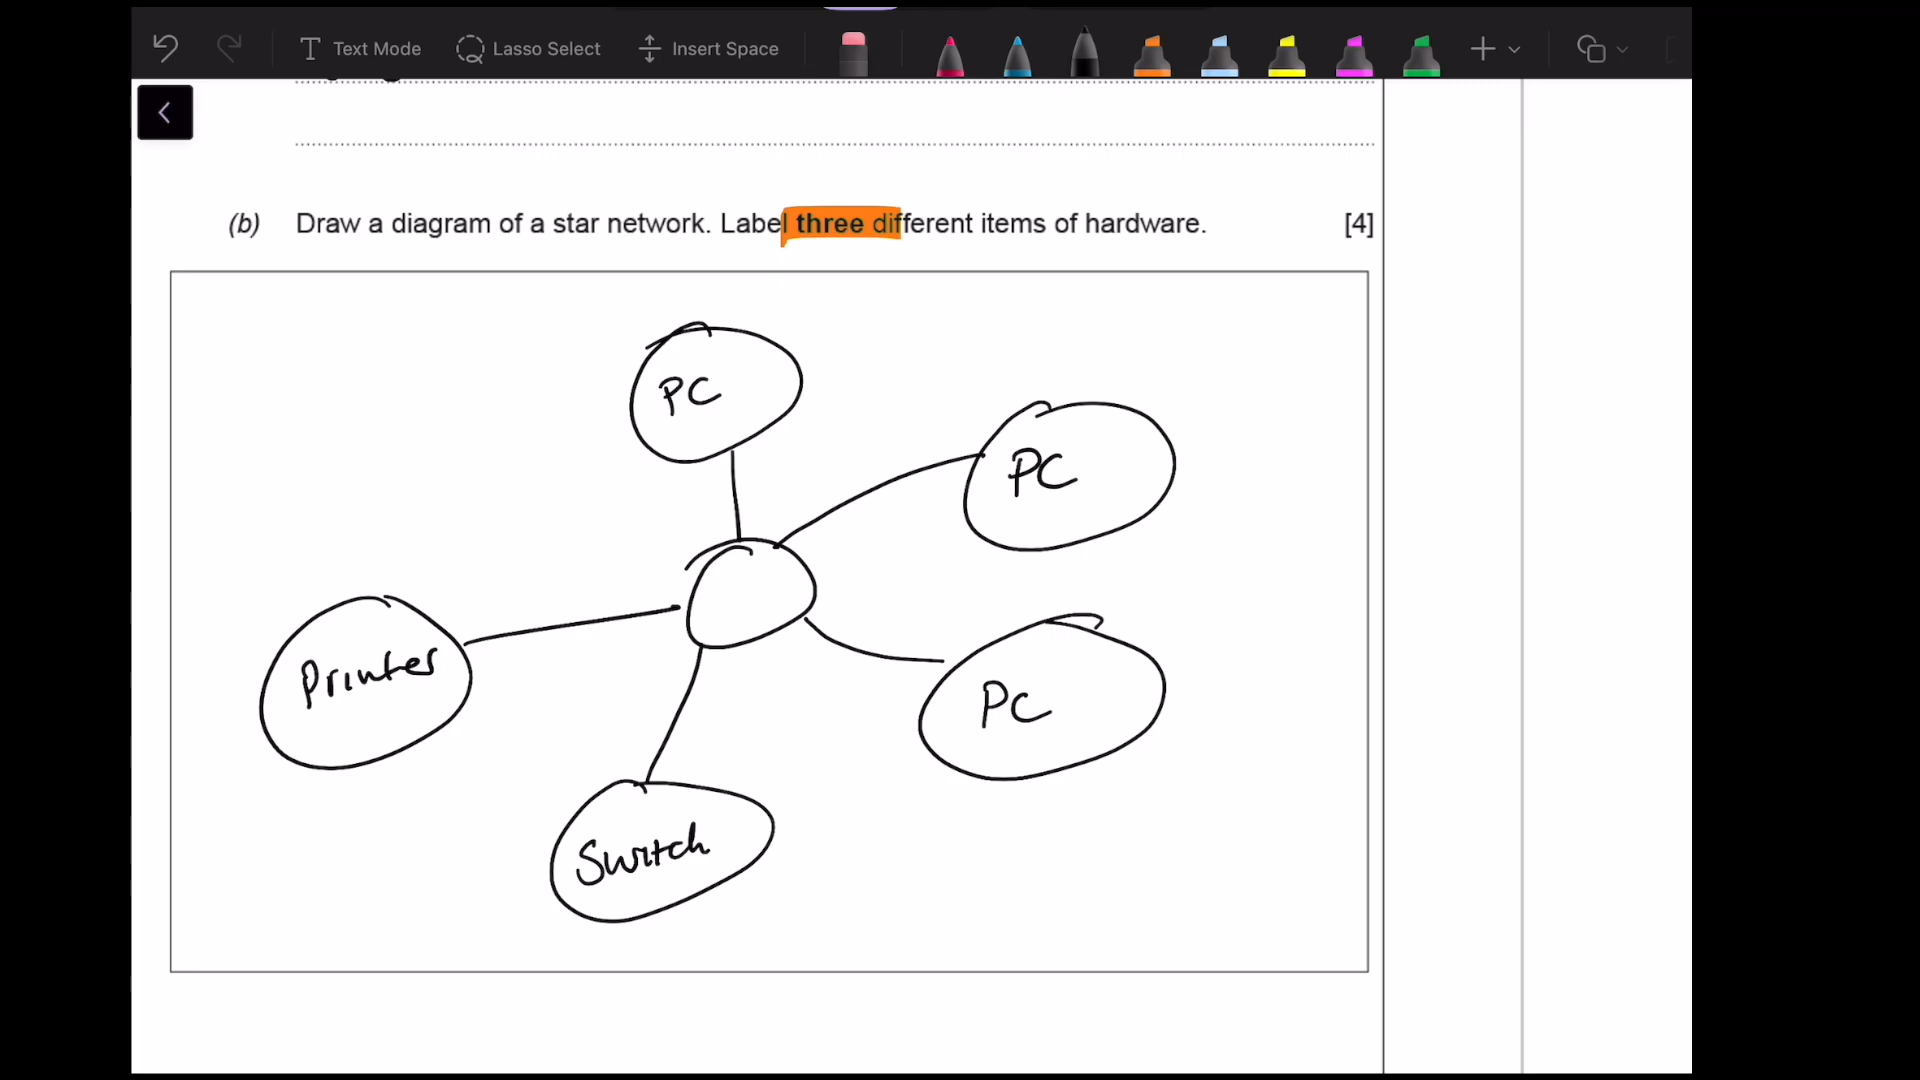 Text Mode
Lasso Select
Insert Space
(b) Draw a diagram of a star network. Label three different items of hardware. [4]
PC
PC
Printer
PC
Switch